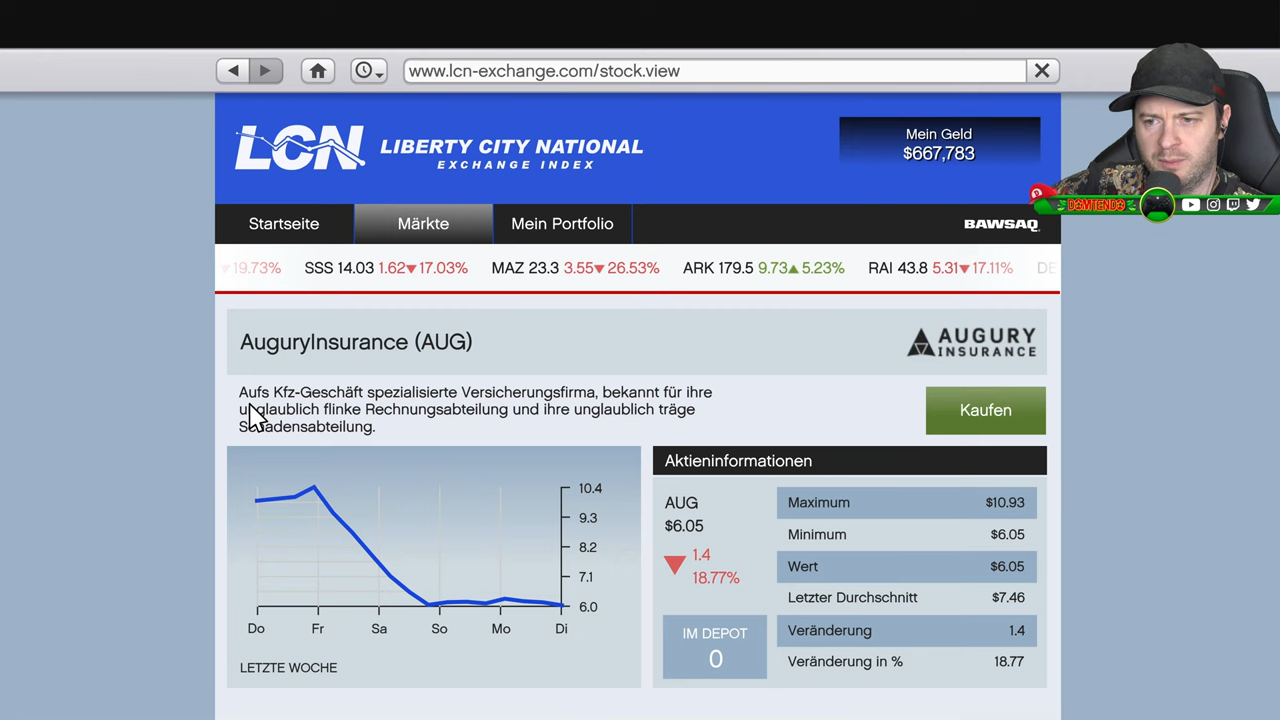 www.lcn-exchange.com/stock.view
LCN LIBERTY CITY NATIONAL
EXCHANGE INDEX
Mein Geld
$667,783
DOMTENDO
Startseite Märkte Mein Portfolio BAWSAQ
19.73% SSS 14.03 1.62▼17.03% MAZ 23.3 3.55▼26.53% ARK 179.5 9.73▲5.23% RAI 43.8 5.31▼17.11% DE
AuguryInsurance (AUG)
AUGURY
INSURANCE
Aufs Kfz-Geschäft spezialisierte Versicherungsfirma, bekannt für ihre
unglaublich flinke Rechnungsabteilung und ihre unglaublich träge
Schadensabteilung.
Kaufen
10.4
9.3
8.2
7.1
6.0
Do Fr Sa So Mo Di
LETZTE WOCHE
Aktieninformationen
AUG
$6.05
1.4
18.77%
IM DEPOT
0
Maximum $10.93
Minimum $6.05
Wert $6.05
Letzter Durchschnitt $7.46
Veränderung 1.4
Veränderung in % 18.77